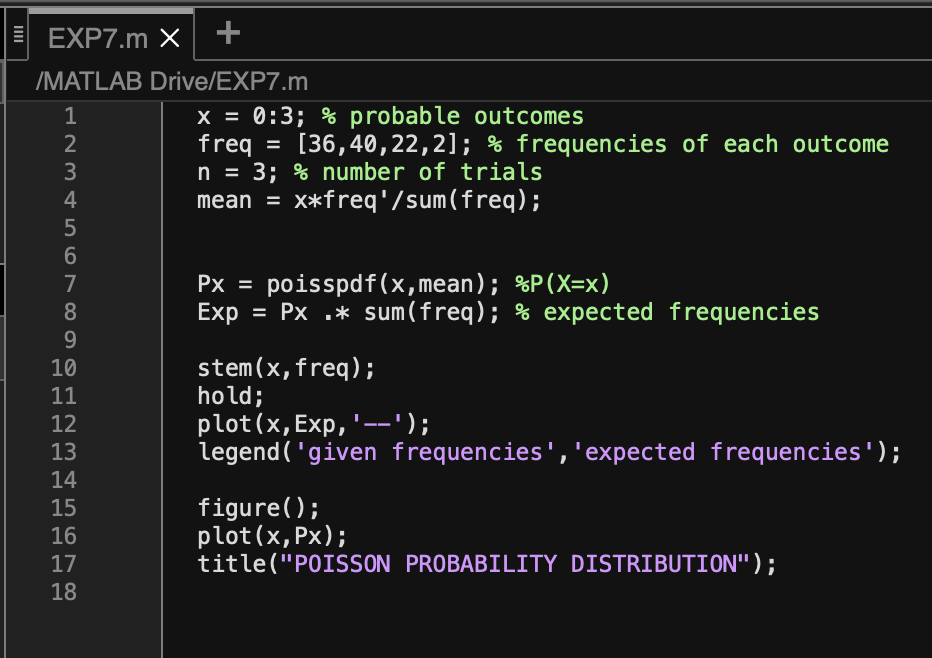 EXP7.m × +
/MATLAB Drive/EXP7.m
1 x = 0:3; % probable outcomes
2 freq = [36,40,22,2]; % frequencies of each outcome
3 n = 3; % number of trials
4 mean = x*freq'/sum(freq);
5
6
7 Px = poisspdf(x,mean); %P(X=x)
8 Exp = Px .* sum(freq); % expected frequencies
9
10 stem(x,freq);
11 hold;
12 plot(x,Exp,'--');
13 legend('given frequencies','expected frequencies');
14
15 figure();
16 plot(x,Px);
17 title("POISSON PROBABILITY DISTRIBUTION");
18